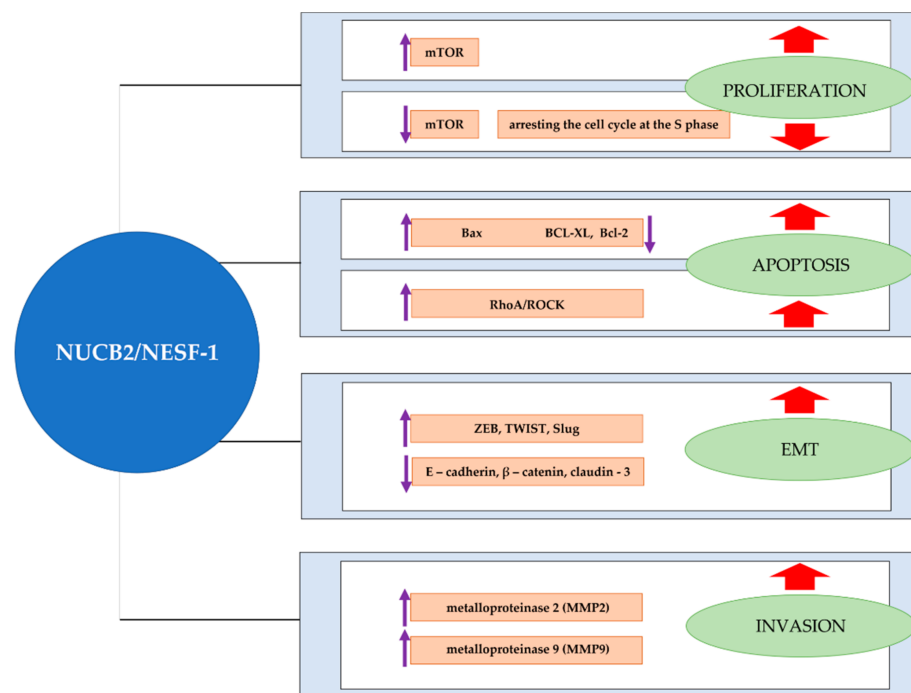 mTOR
PROLIFERATION
mTOR
arresting the cell cycle at the S phase
Bax
BCL-XL, Bcl-2
APOPTOSIS
RhoA/ROCK
NUCB2/NESF-1
ZEB, TWIST, Slug
EMT
E – cadherin, β – catenin, claudin - 3
metalloproteinase 2 (MMP2)
INVASION
metalloproteinase 9 (MMP9)